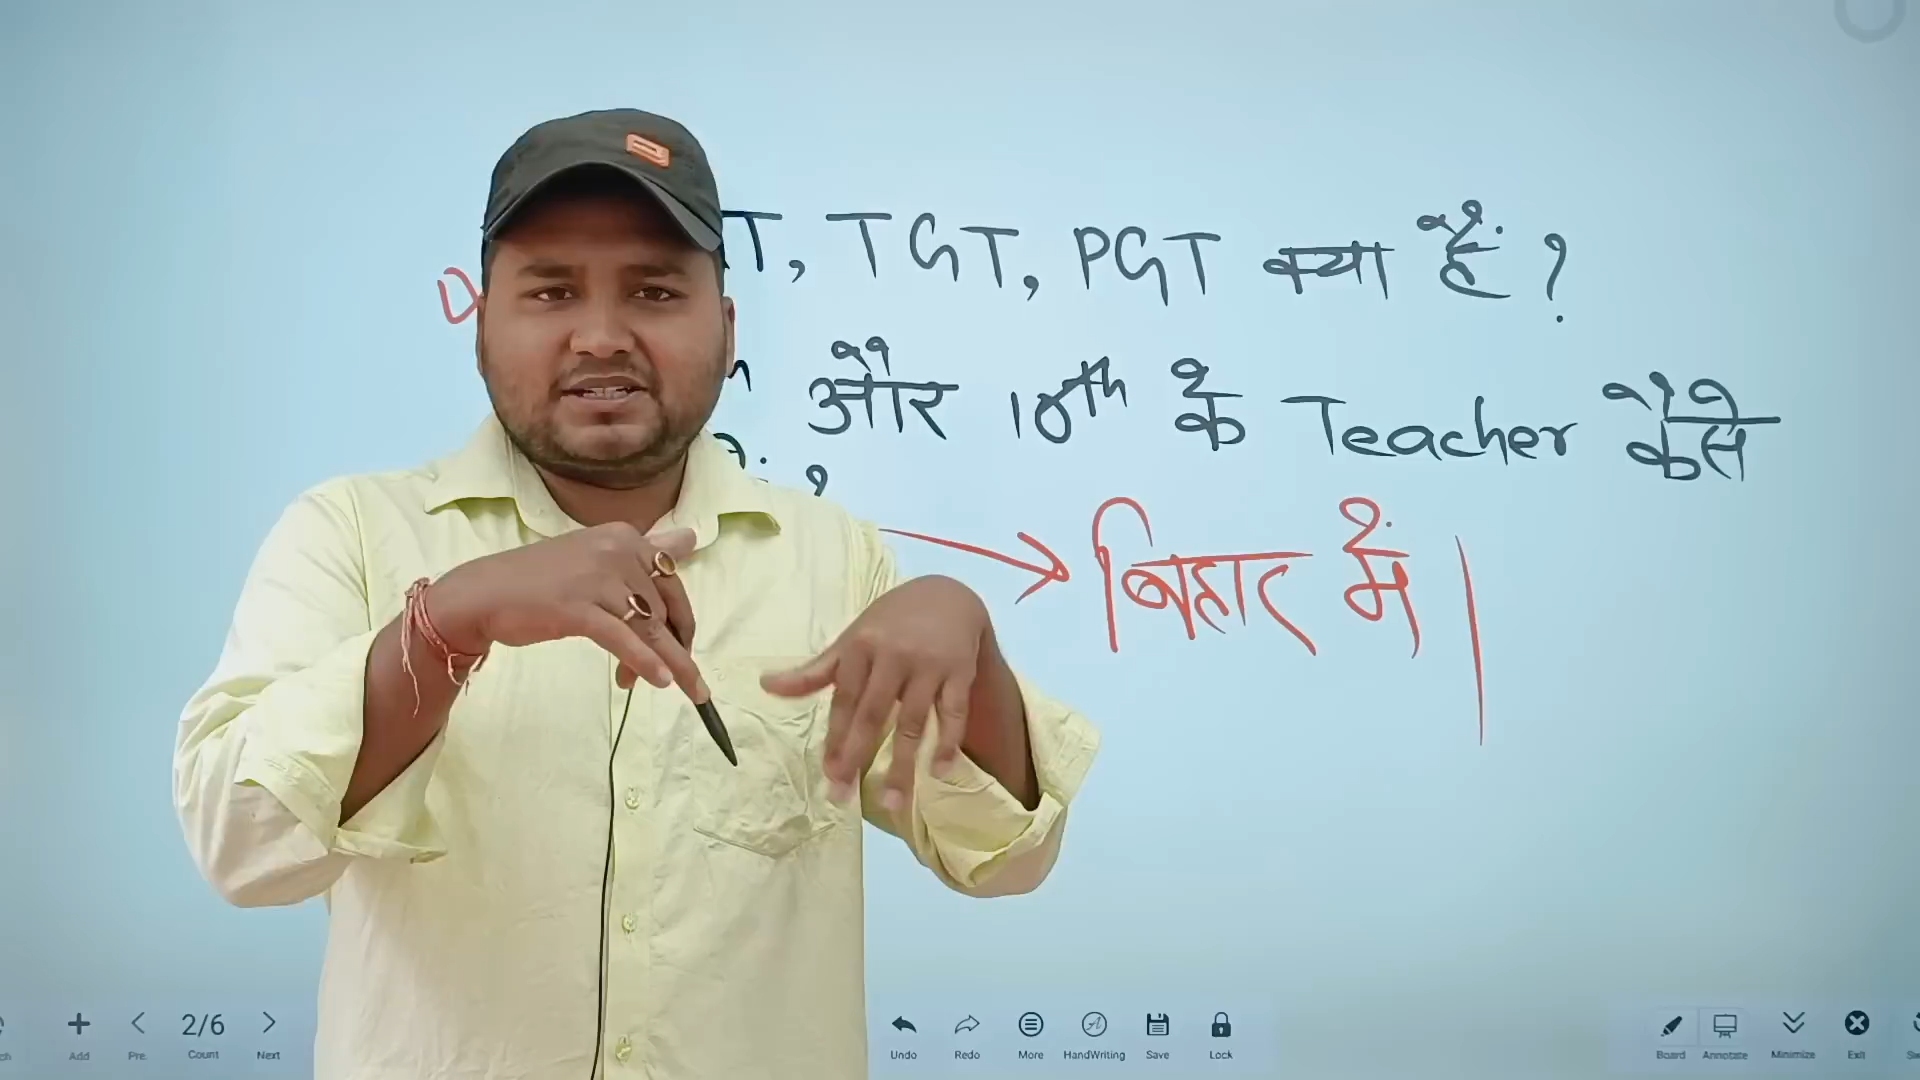 TGT, PGT क्या हैं?
और 10th के Teacher कैसे
?
→ बिहार में |
2/6
Add
Pre.
Count
Next
Undo
Redo
More
HandWriting
Save
Lock
Board
Annotate
Minimize
Exit